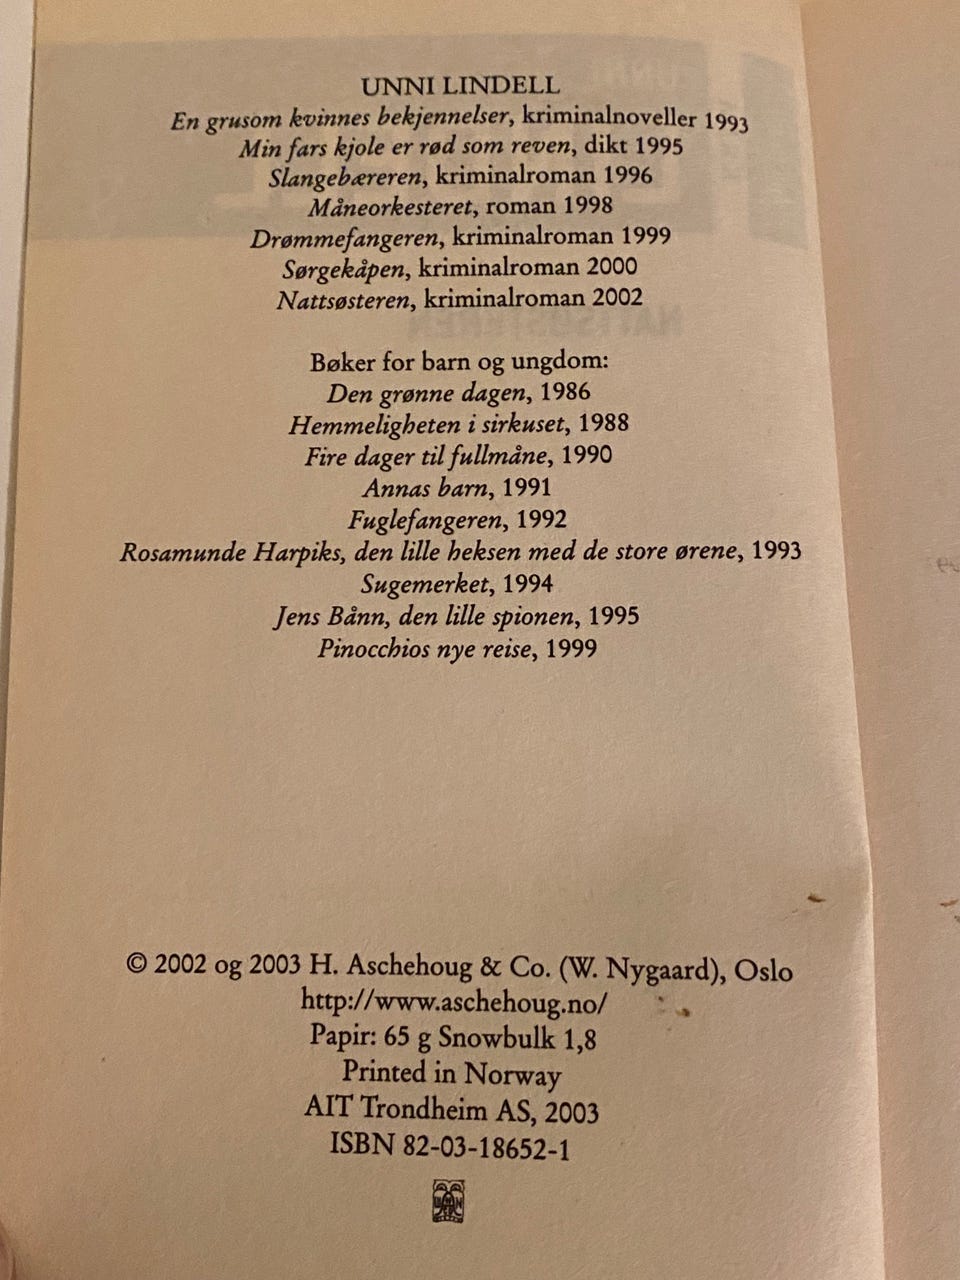 UNNI LINDELL
En grusom kvinnes bekjennelser, kriminalnoveller 1993
Min fars kjole er rød som reven, dikt 1995
Slangebæreren, kriminalroman 1996
Måneorkesteret, roman 1998
Drømmefangeren, kriminalroman 1999
Sørgekåpen, kriminalroman 2000
Nattsøsteren, kriminalroman 2002
Bøker for barn og ungdom:
Den grønne dagen, 1986
Hemmeligheten i sirkuset, 1988
Fire dager til fullmåne, 1990
Annas barn, 1991
Fuglefangeren, 1992
Rosamunde Harpiks, den lille heksen med de store ørene, 1993
Sugemerket, 1994
Jens Bånn, den lille spionen, 1995
Pinocchios nye reise, 1999
© 2002 og 2003 H. Aschehoug & Co. (W. Nygaard), Oslo
http://www.aschehoug.no/
Papir: 65 g Snowbulk 1,8
Printed in Norway
AIT Trondheim AS, 2003
ISBN 82-03-18652-1